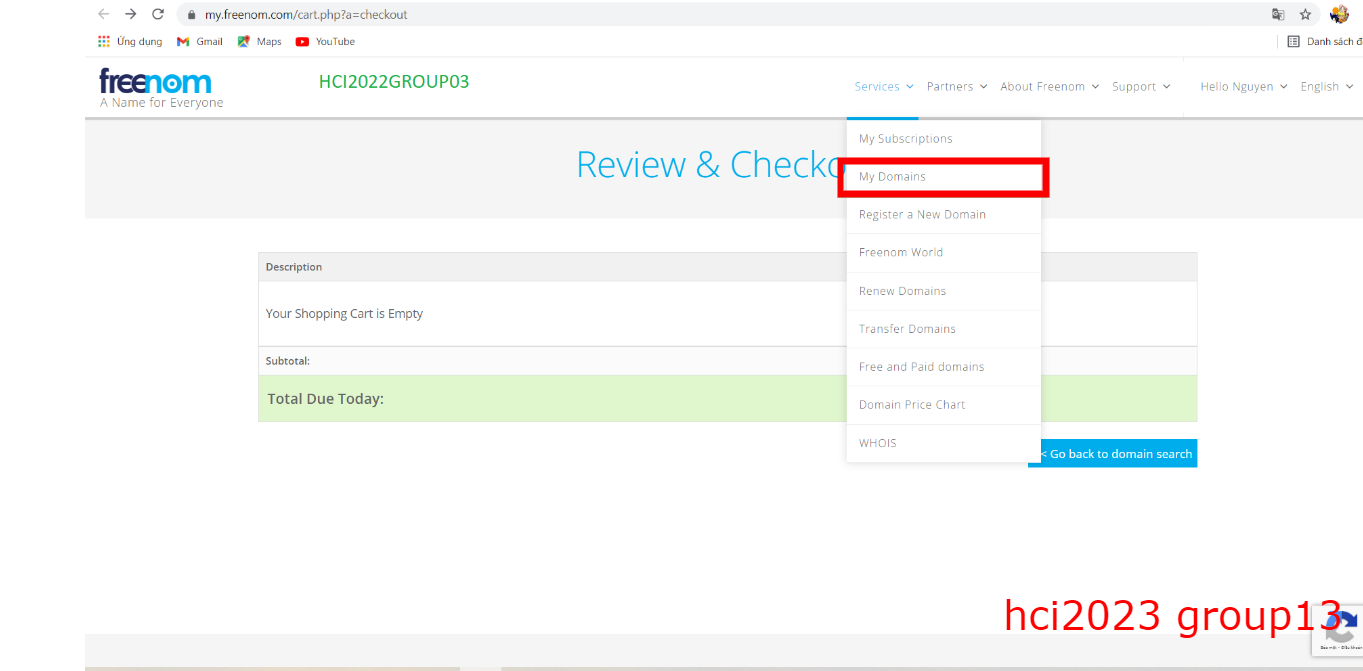 my.freenom.com/cart.php?a=checkout
Ứng dụng Gmail Maps YouTube Danh sách đ
freenom
A Name for Everyone
HCI2022GROUP03
Services Partners About Freenom Support Hello Nguyen English
My Subscriptions
Review & Checko
My Domains
Register a New Domain
Freenom World
Renew Domains
Transfer Domains
Free and Paid domains
Domain Price Chart
WHOIS
Description
Your Shopping Cart is Empty
Subtotal:
Total Due Today:
< Go back to domain search
hci2023 group13